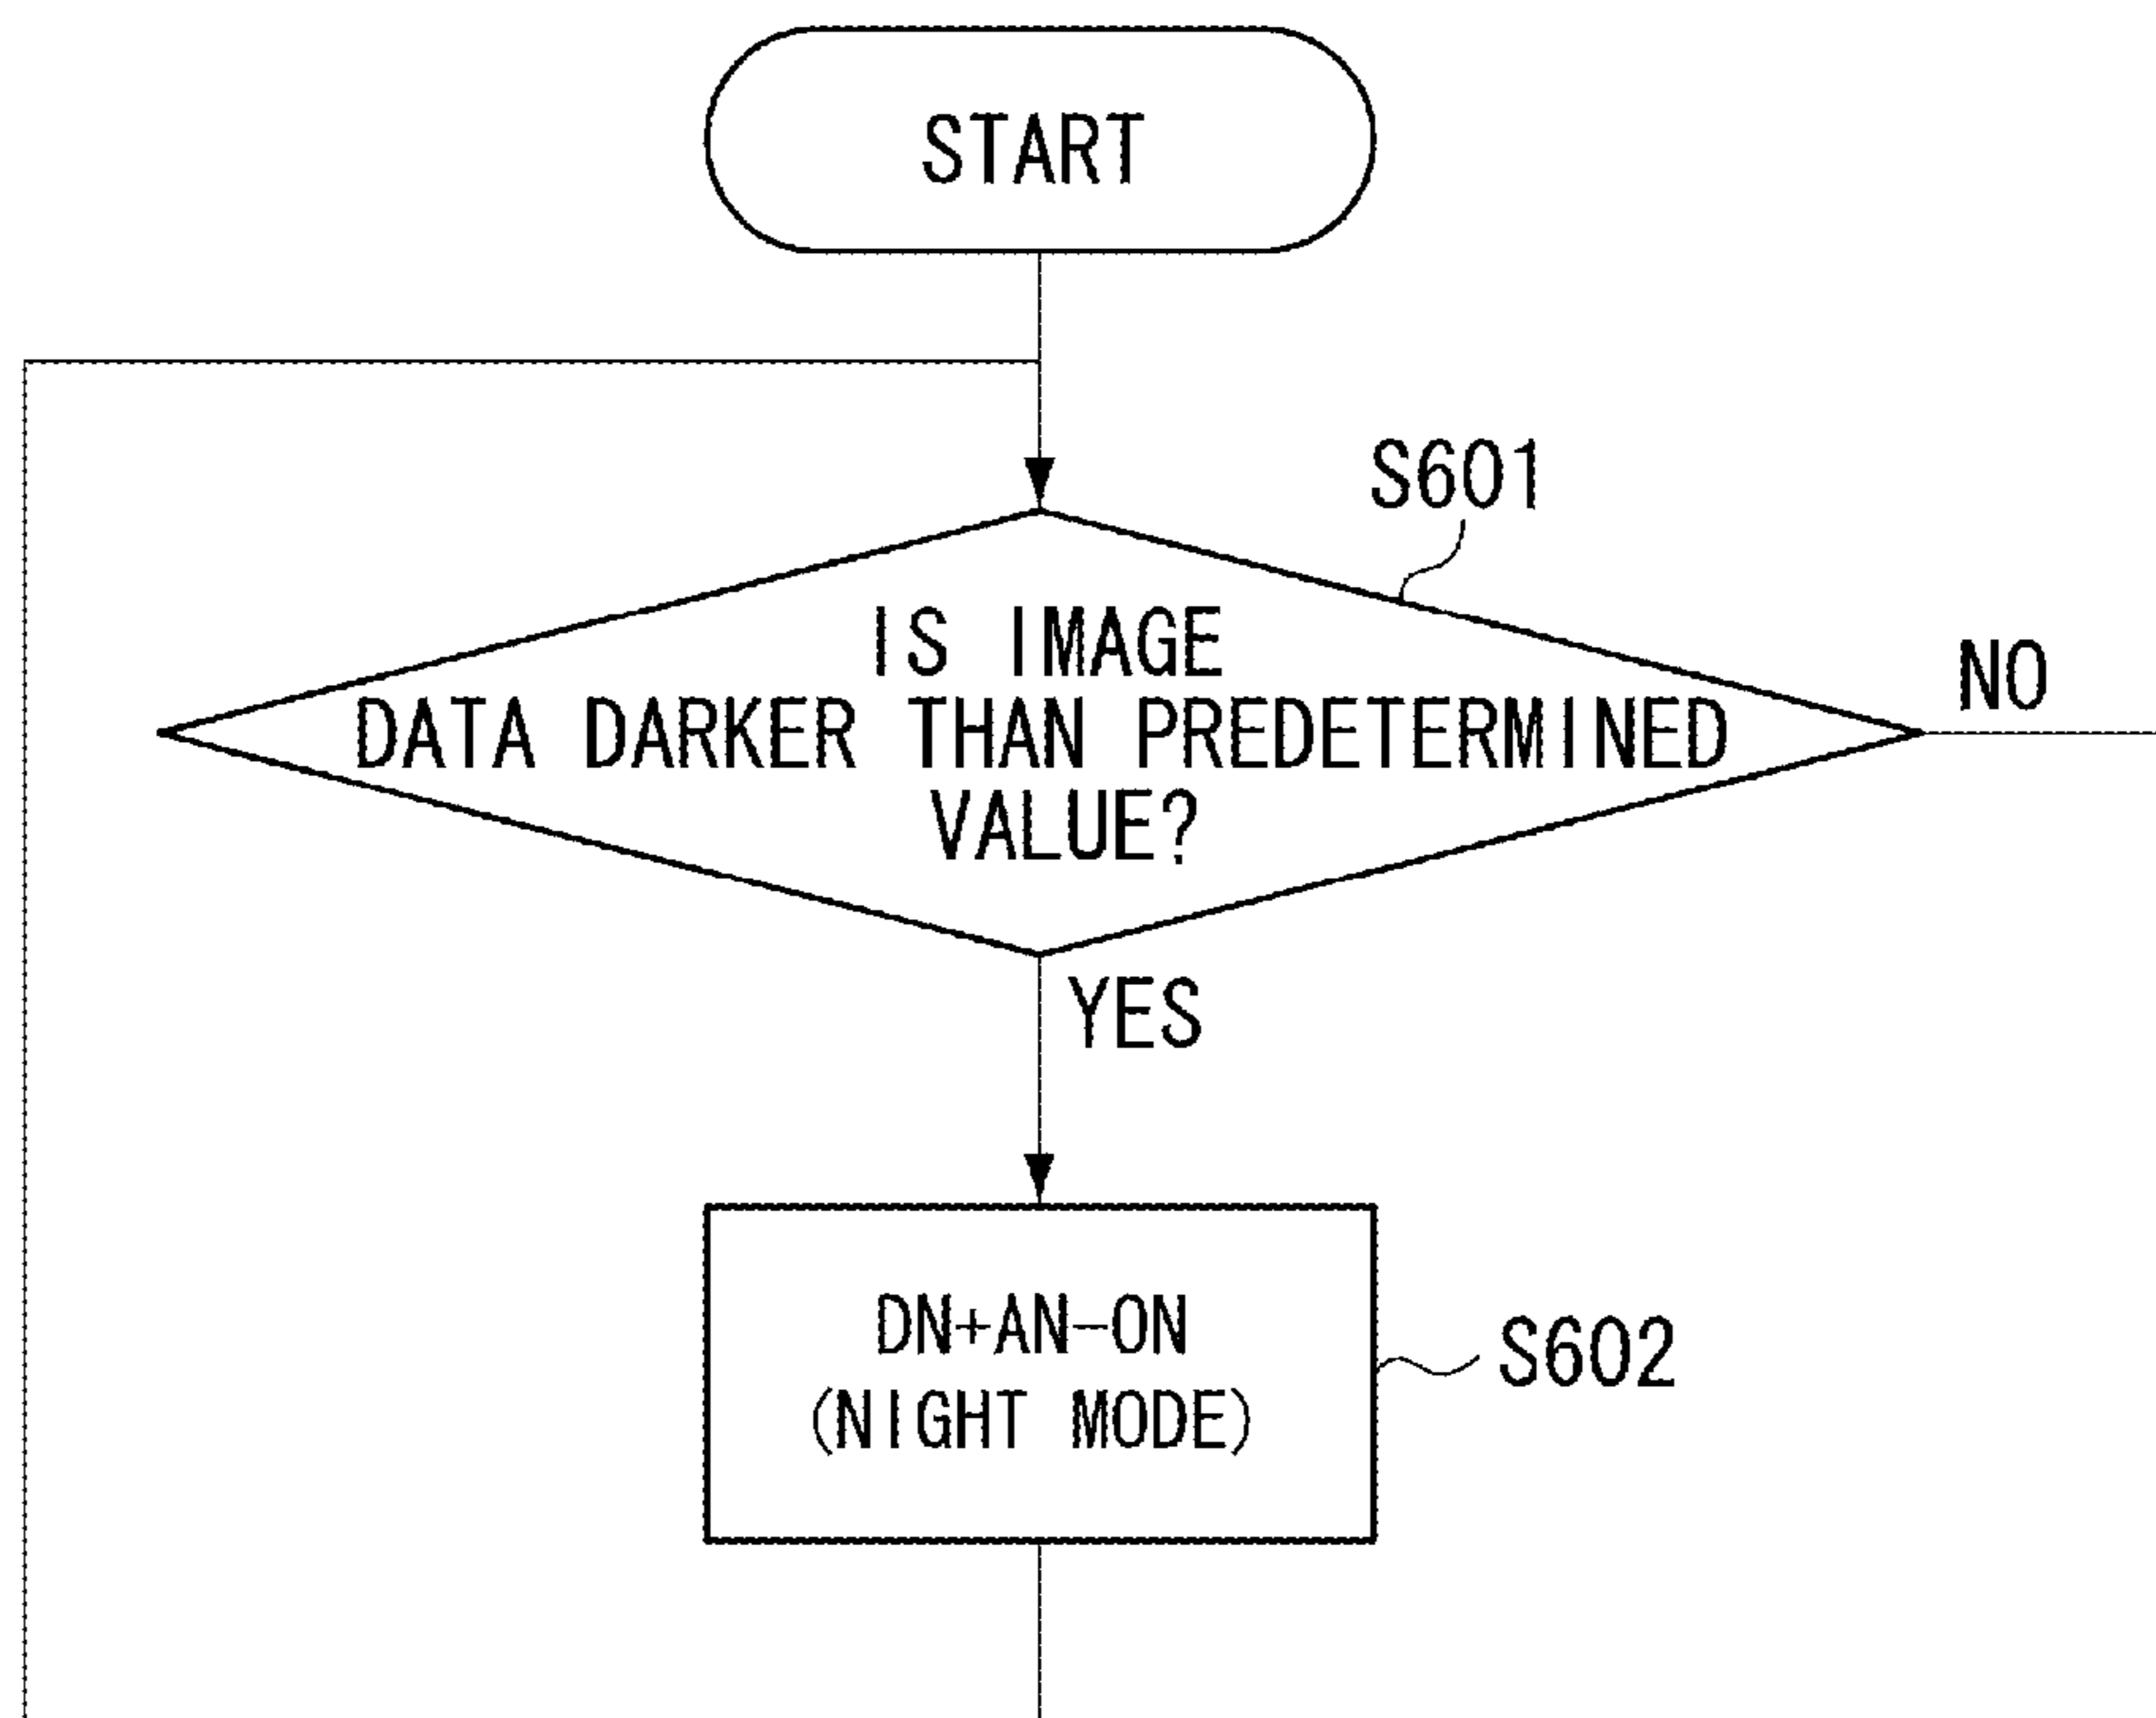 START
S601
IS IMAGE
DATA DARKER THAN PREDETERMINED
VALUE?
NO
YES
DN+AN-ON
(NIGHT MODE)
S602